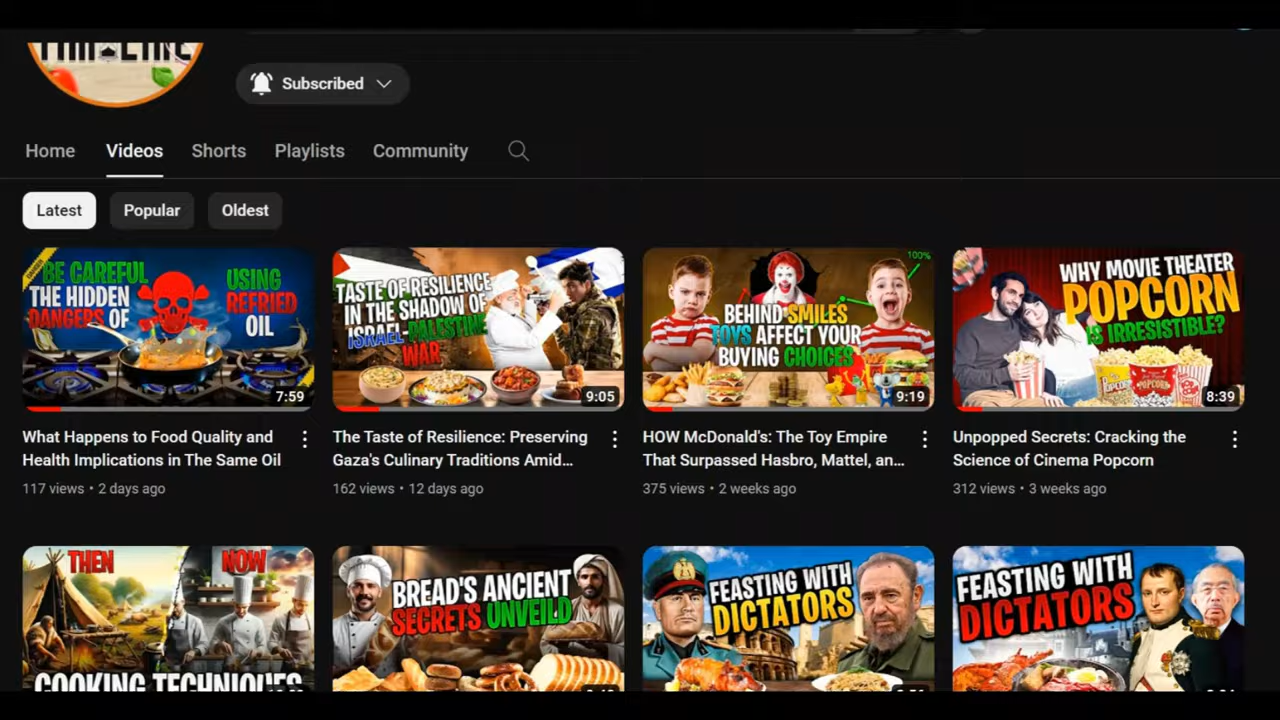 Subscribed
Home Videos Shorts Playlists Community
Latest Popular Oldest
BE CAREFUL
THE HIDDEN
DANGERS OF
USING
REFRIED
OIL
7:59
TASTE OF RESILIENCE
IN THE SHADOW OF
ISRAEL-PALESTINE
WAR
9:05
100%
BEHIND SMILES
TOYS AFFECT YOUR
BUYING CHOICES
9:19
WHY MOVIE THEATER
POPCORN
IS IRRESISTIBLE?
POPCORN
8:39
What Happens to Food Quality and
Health Implications in The Same Oil
117 views • 2 days ago
The Taste of Resilience: Preserving
Gaza's Culinary Traditions Amid...
162 views • 12 days ago
HOW McDonald's: The Toy Empire
That Surpassed Hasbro, Mattel, an...
375 views • 2 weeks ago
Unpopped Secrets: Cracking the
Science of Cinema Popcorn
312 views • 3 weeks ago
THEN NOW
COOKING TECHNIQUES
BREAD'S ANCIENT
SECRETS UNVEILD
FEASTING WITH
DICTATORS
FEASTING WITH
DICTATORS